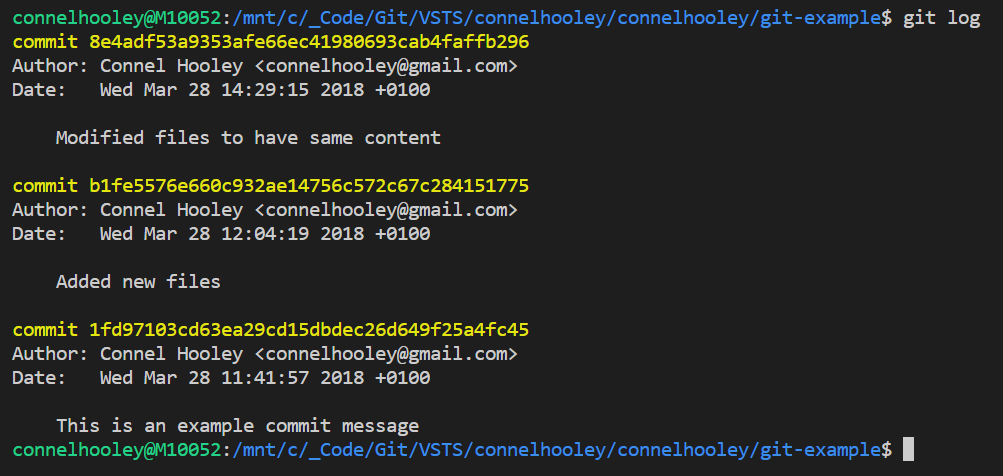 connelhooley@M10052:/mnt/c/_Code/Git/VSTS/connelhooley/connelhooley/git-example$ git log
commit 8e4adf53a9353afe66ec41980693cab4faffb296
Author: Connel Hooley <connelhooley@gmail.com>
Date:   Wed Mar 28 14:29:15 2018 +0100
    Modified files to have same content
commit b1fe5576e660c932ae14756c572c67c284151775
Author: Connel Hooley <connelhooley@gmail.com>
Date:   Wed Mar 28 12:04:19 2018 +0100
    Added new files
commit 1fd97103cd63ea29cd15dbdec26d649f25a4fc45
Author: Connel Hooley <connelhooley@gmail.com>
Date:   Wed Mar 28 11:41:57 2018 +0100
    This is an example commit message
connelhooley@M10052:/mnt/c/_Code/Git/VSTS/connelhooley/connelhooley/git-example$